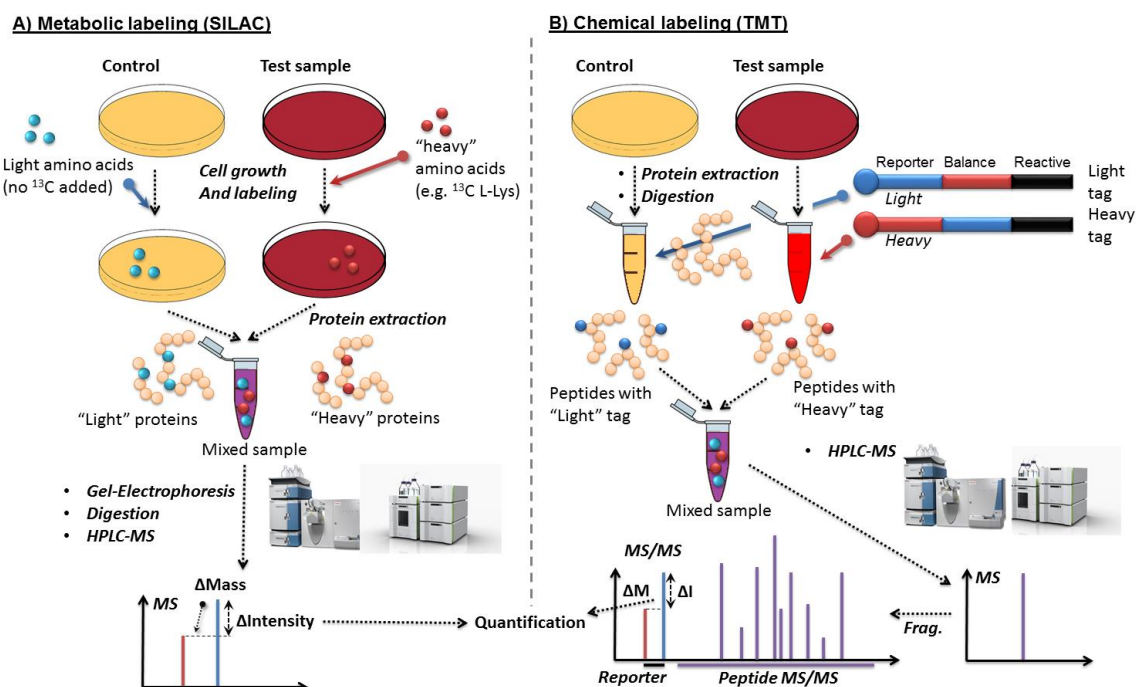 A) Metabolic labeling (SILAC)
Control
Test sample
Light amino acids
(no ¹³C added)
Cell growth
And labeling
“heavy”
amino acids
(e.g. ¹³C L-Lys)
Protein extraction
“Light” proteins
“Heavy” proteins
Mixed sample
• Gel-Electrophoresis
• Digestion
• HPLC-MS
MS
ΔMass
ΔIntensity
Quantification
B) Chemical labeling (TMT)
Control
Test sample
• Protein extraction
• Digestion
Reporter
Balance
Reactive
Light
Light
tag
Heavy
Heavy
tag
Peptides with
“Light” tag
Peptides with
“Heavy” tag
Mixed sample
• HPLC-MS
MS
Frag.
MS/MS
ΔM
ΔI
Reporter
Peptide MS/MS